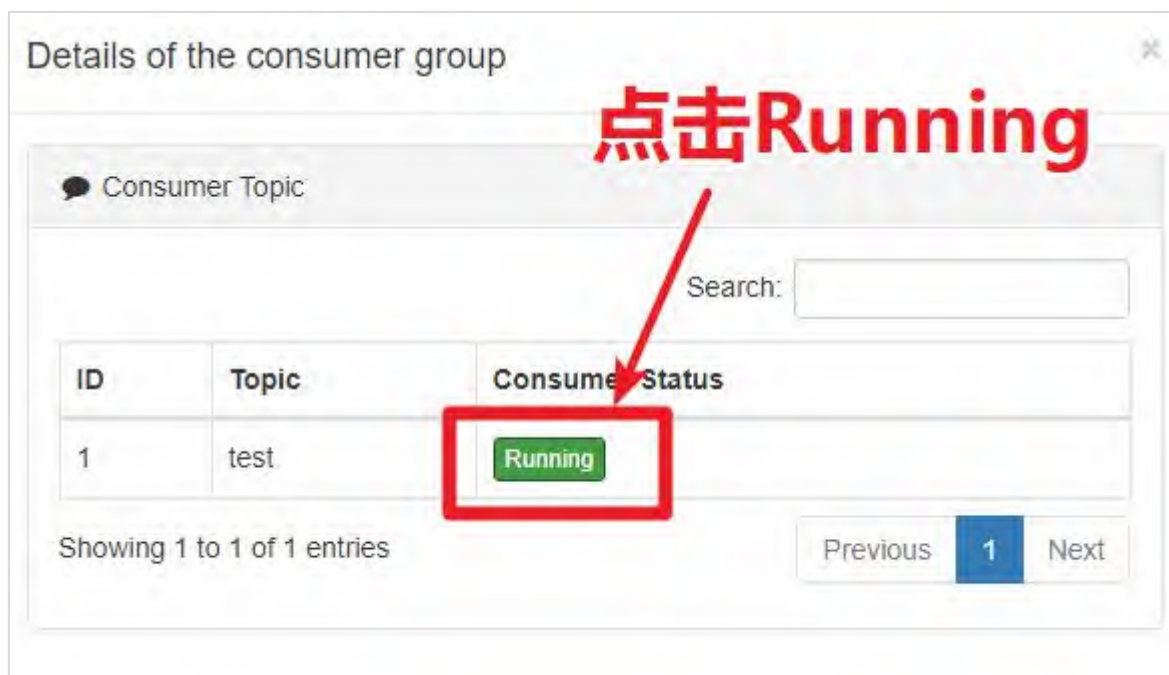 Details of the consumer group
×
点击Running
Consumer Topic
Search:
ID Topic Consumer Status
1 test Running
Showing 1 to 1 of 1 entries
Previous 1 Next